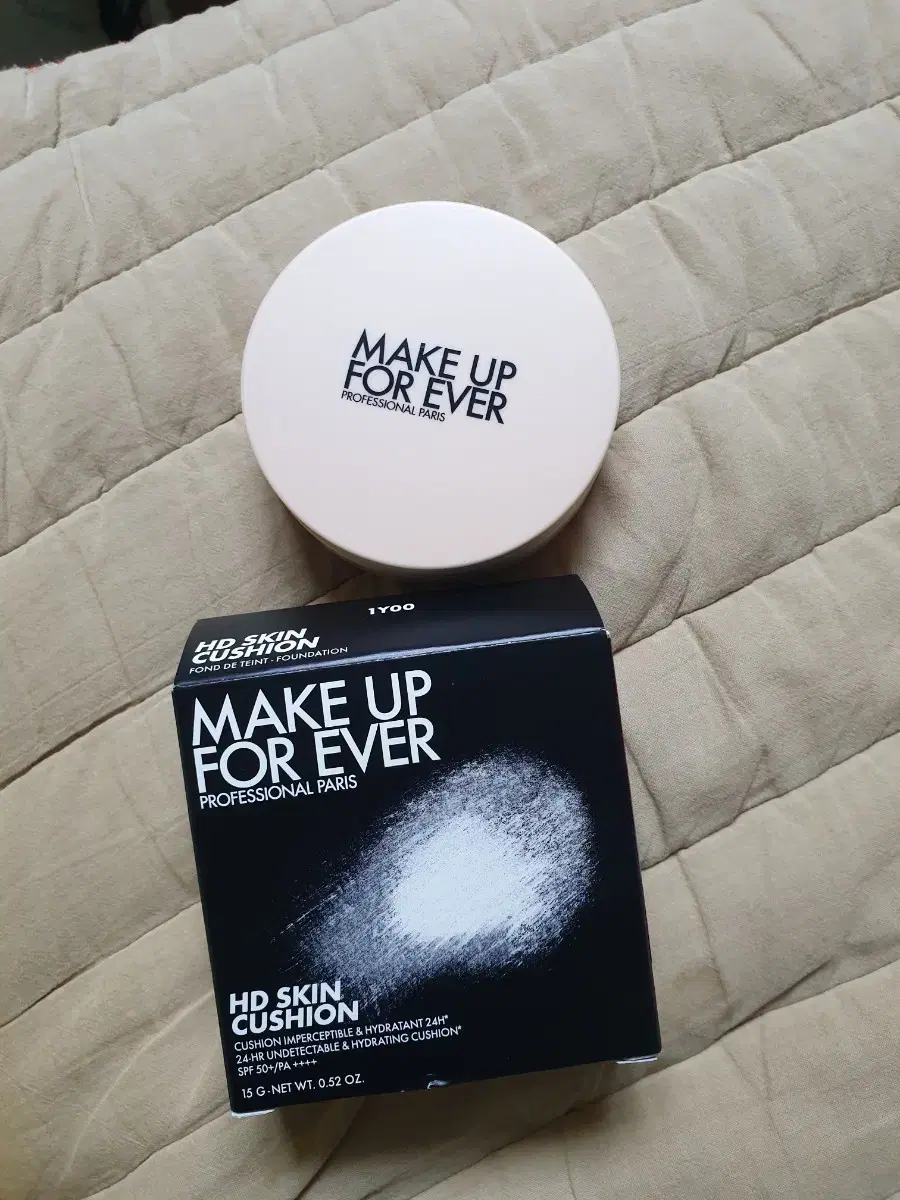 MAKE UP
FOR EVER
PROFESSIONAL PARIS
1Y00
HD SKIN
CUSHION
FOND DE TEINT - FOUNDATION
MAKE UP
FOR EVER
PROFESSIONAL PARIS
HD SKIN
CUSHION
CUSHION IMPERCEPTIBLE & HYDRATANT 24H*
24-HR UNDETECTABLE & HYDRATING CUSHION*
SPF 50+/PA ++++
15 G - NET WT. 0.52 OZ.